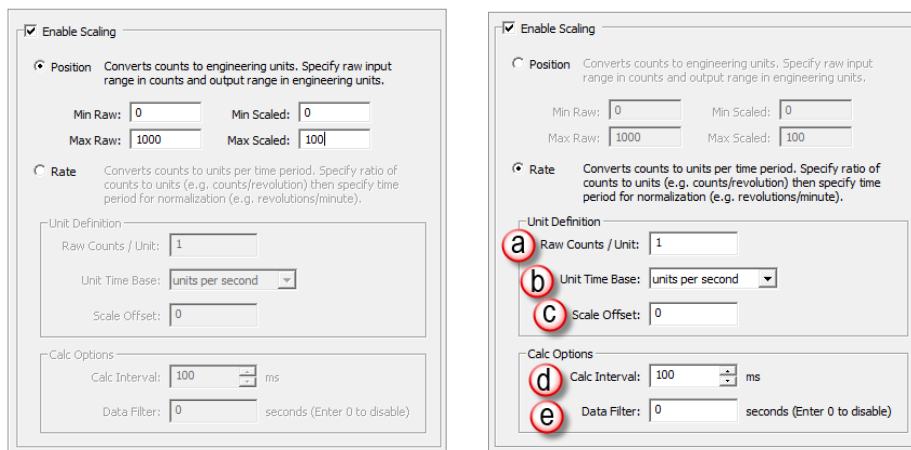 Enable Scaling
Position Converts counts to engineering units. Specify raw input
range in counts and output range in engineering units.
Min Raw: 0 Min Scaled: 0
Max Raw: 1000 Max Scaled: 100
Rate Converts counts to units per time period. Specify ratio of
counts to units (e.g. counts/revolution) then specify time
period for normalization (e.g. revolutions/minute).
Unit Definition
Raw Counts / Unit: 1
Unit Time Base: units per second
Scale Offset: 0
Calc Options
Calc Interval: 100 ms
Data Filter: 0 seconds (Enter 0 to disable)
Enable Scaling
Position Converts counts to engineering units. Specify raw input
range in counts and output range in engineering units.
Min Raw: 0 Min Scaled: 0
Max Raw: 1000 Max Scaled: 100
Rate Converts counts to units per time period. Specify ratio of
counts to units (e.g. counts/revolution) then specify time
period for normalization (e.g. revolutions/minute).
Unit Definition
a Raw Counts / Unit: 1
b Unit Time Base: units per second
c Scale Offset: 0
Calc Options
d Calc Interval: 100 ms
e Data Filter: 0 seconds (Enter 0 to disable)